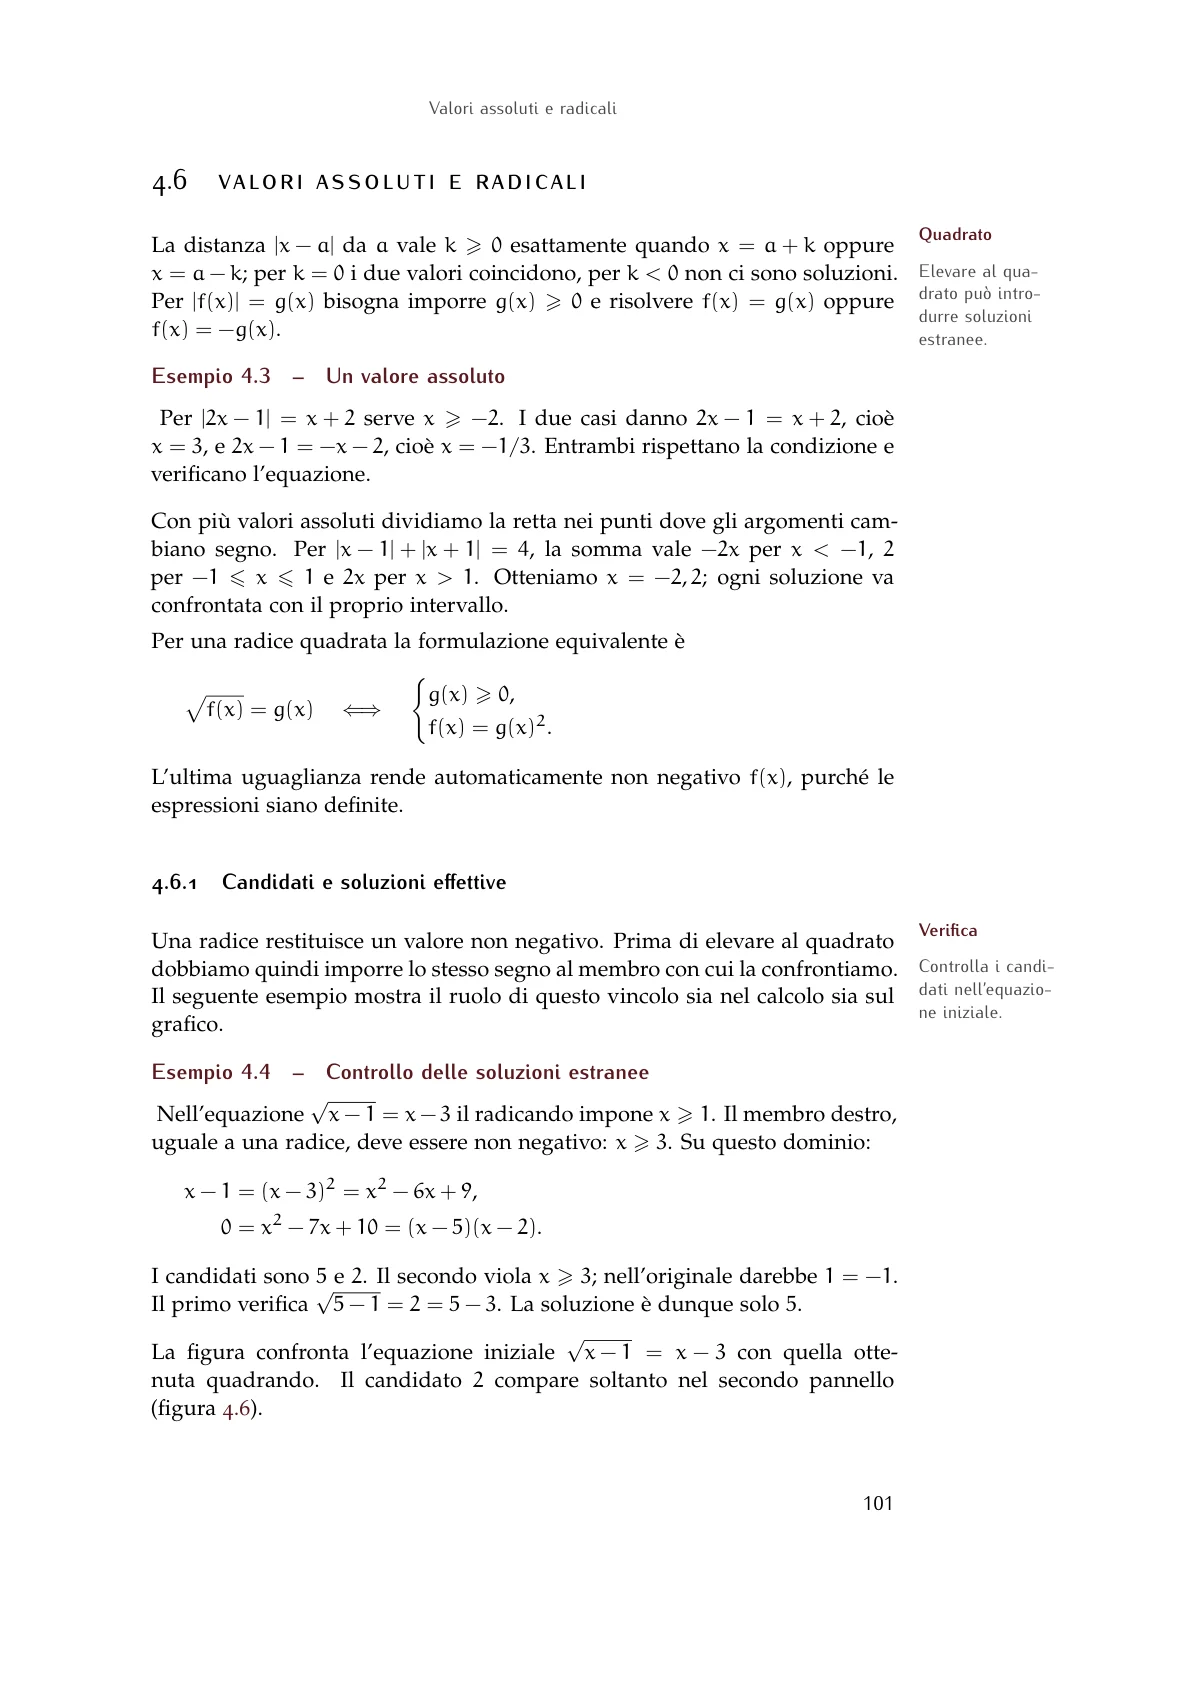 Valori assoluti e radicali
4.6 VALORI ASSOLUTI E RADICALI
La distanza |x − a| da a vale k ⩾ 0 esattamente quando x = a + k oppure
x = a − k; per k = 0 i due valori coincidono, per k < 0 non ci sono soluzioni.
Per |f(x)| = g(x) bisogna imporre g(x) ⩾ 0 e risolvere f(x) = g(x) oppure
f(x) = −g(x).
Quadrato
Elevare al qua-
drato può intro-
durre soluzioni
estranee.
Esempio 4.3 – Un valore assoluto
Per |2x − 1| = x + 2 serve x ⩾ −2. I due casi danno 2x − 1 = x + 2, cioè
x = 3, e 2x − 1 = −x − 2, cioè x = −1/3. Entrambi rispettano la condizione e
verificano l'equazione.
Con più valori assoluti dividiamo la retta nei punti dove gli argomenti cam-
biano segno. Per |x − 1| + |x + 1| = 4, la somma vale −2x per x < −1, 2
per −1 ⩽ x ⩽ 1 e 2x per x > 1. Otteniamo x = −2, 2; ogni soluzione va
confrontata con il proprio intervallo.
Per una radice quadrata la formulazione equivalente è
√f(x) = g(x) ⟺ { g(x) ⩾ 0,
f(x) = g(x)².
L'ultima uguaglianza rende automaticamente non negativo f(x), purché le
espressioni siano definite.
4.6.1 Candidati e soluzioni effettive
Una radice restituisce un valore non negativo. Prima di elevare al quadrato
dobbiamo quindi imporre lo stesso segno al membro con cui la confrontiamo.
Il seguente esempio mostra il ruolo di questo vincolo sia nel calcolo sia sul
grafico.
Verifica
Controlla i candi-
dati nell'equazio-
ne iniziale.
Esempio 4.4 – Controllo delle soluzioni estranee
Nell'equazione √x − 1 = x − 3 il radicando impone x ⩾ 1. Il membro destro,
uguale a una radice, deve essere non negativo: x ⩾ 3. Su questo dominio:
x − 1 = (x − 3)² = x² − 6x + 9,
0 = x² − 7x + 10 = (x − 5)(x − 2).
I candidati sono 5 e 2. Il secondo viola x ⩾ 3; nell'originale darebbe 1 = −1.
Il primo verifica √5 − 1 = 2 = 5 − 3. La soluzione è dunque solo 5.
La figura confronta l'equazione iniziale √x − 1 = x − 3 con quella otte-
nuta quadrando. Il candidato 2 compare soltanto nel secondo pannello
(figura 4.6).
101